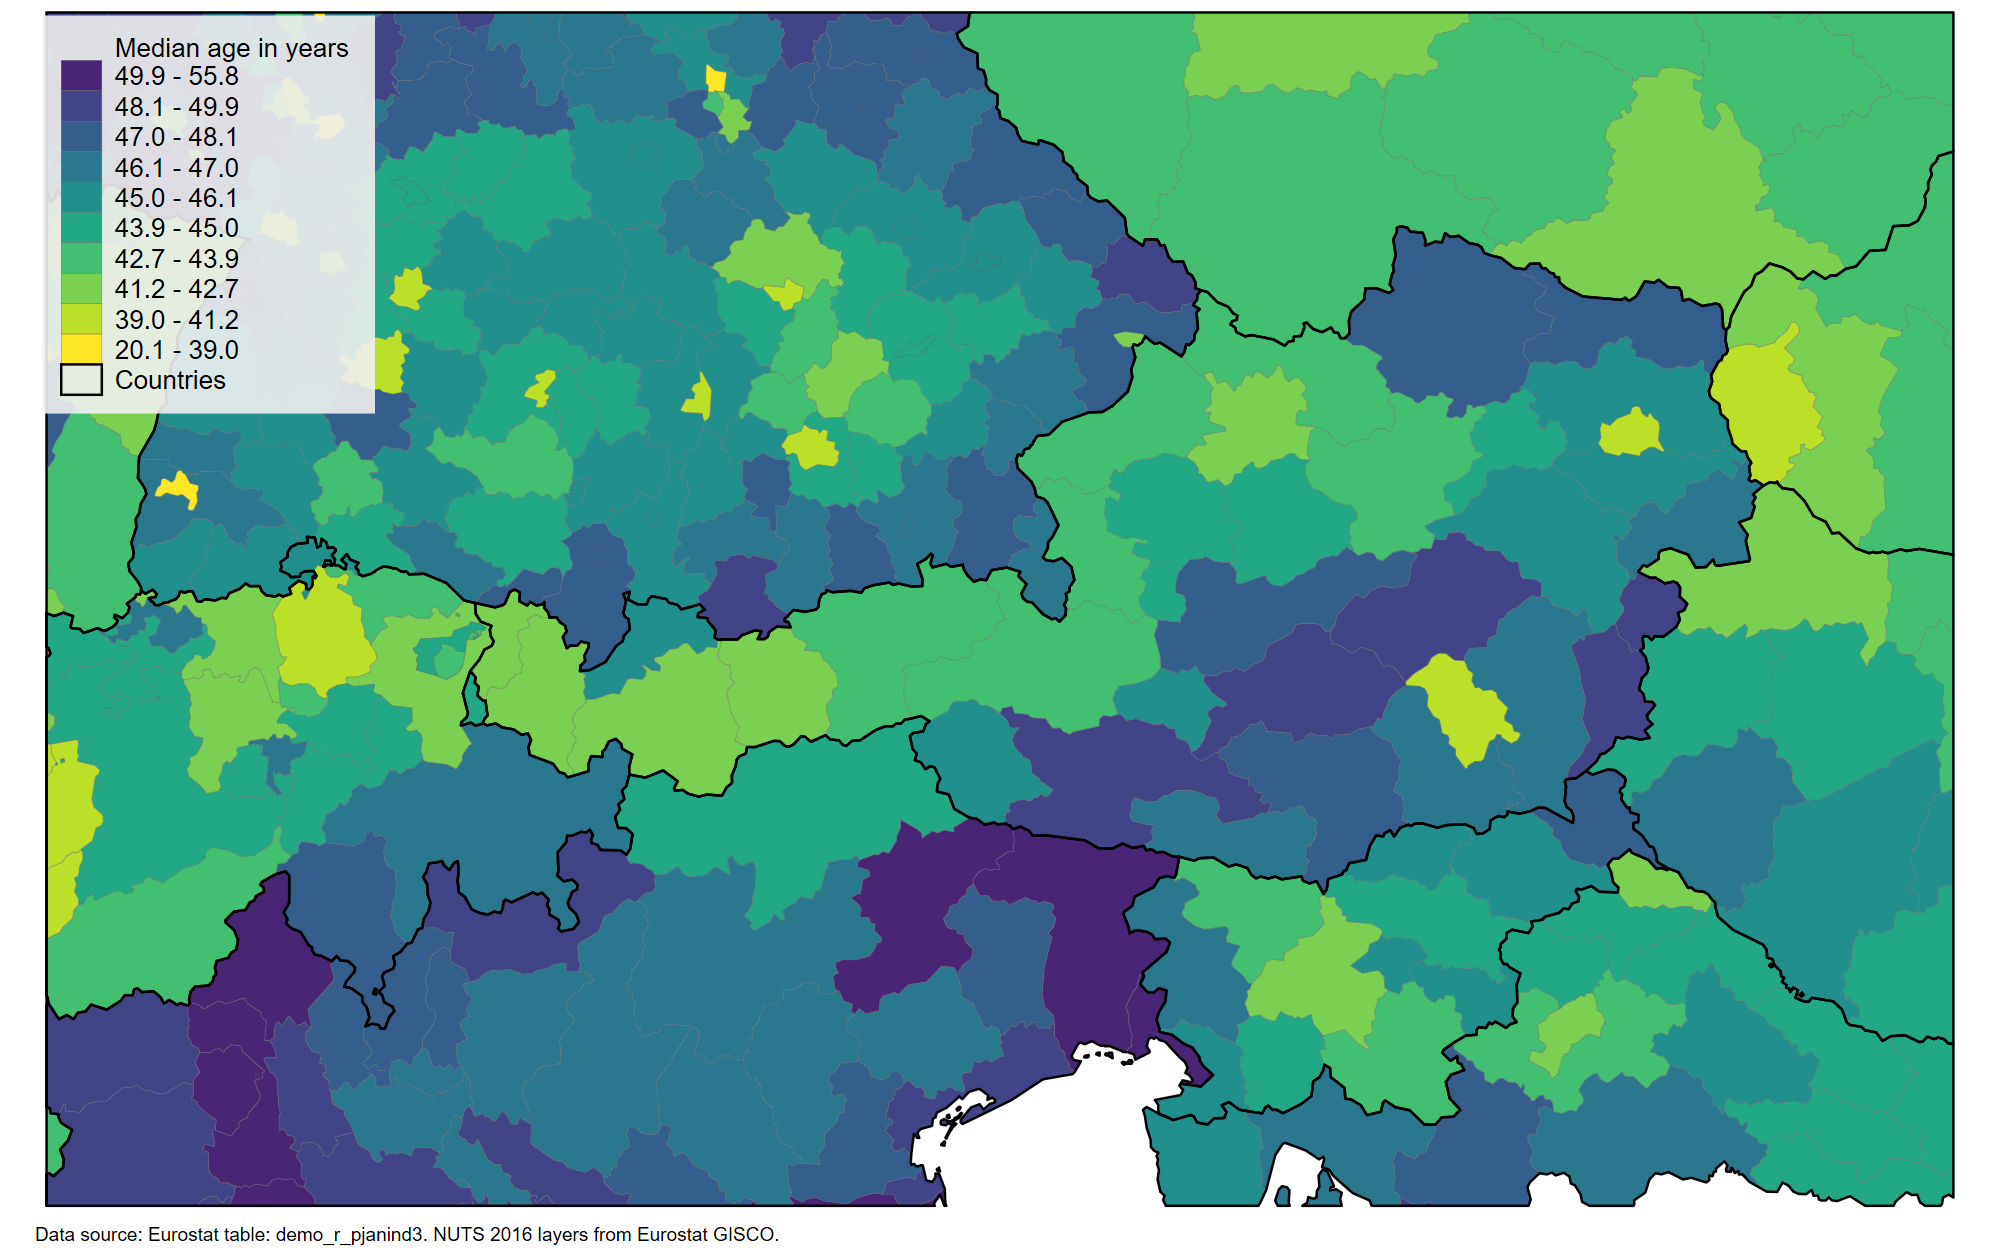 Median age in years
49.9 - 55.8
48.1 - 49.9
47.0 - 48.1
46.1 - 47.0
45.0 - 46.1
43.9 - 45.0
42.7 - 43.9
41.2 - 42.7
39.0 - 41.2
20.1 - 39.0
Countries
Data source: Eurostat table: demo_r_pjanind3. NUTS 2016 layers from Eurostat GISCO.